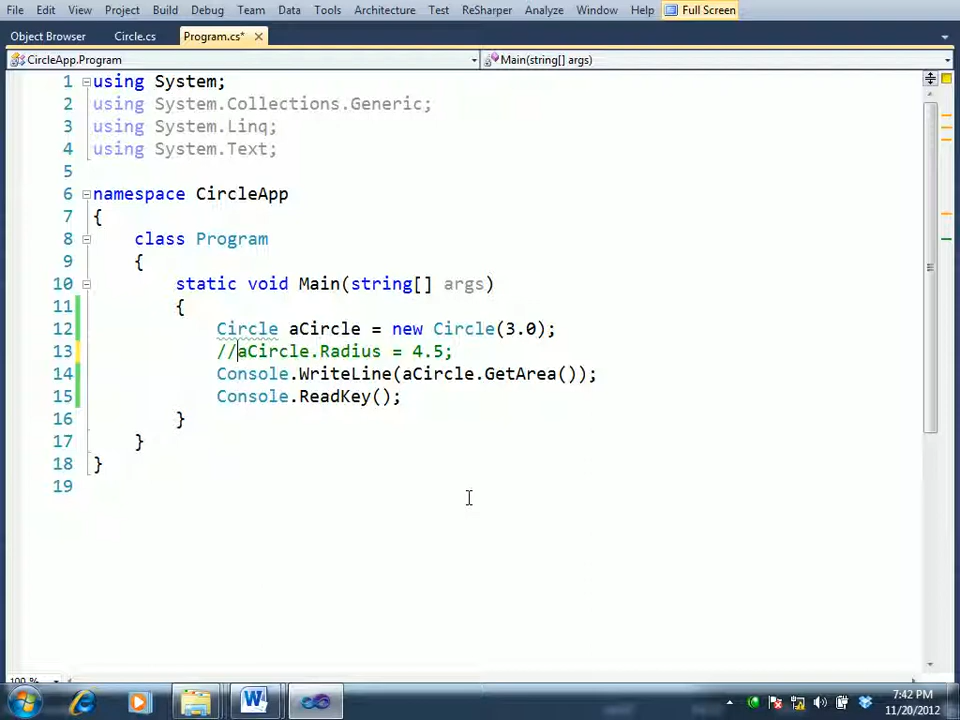 File Edit View Project Build Debug Team Data Tools Architecture Test ReSharper Analyze Window Help Full Screen
Object Browser Circle.cs Program.cs*
CircleApp.Program Main(string[] args)
1 using System;
2 using System.Collections.Generic;
3 using System.Linq;
4 using System.Text;
5
6 namespace CircleApp
7 {
8 class Program
9 {
10 static void Main(string[] args)
11 {
12 Circle aCircle = new Circle(3.0);
13 //aCircle.Radius = 4.5;
14 Console.WriteLine(aCircle.GetArea());
15 Console.ReadKey();
16 }
17 }
18 }
19
100 %
7:42 PM
11/20/2012